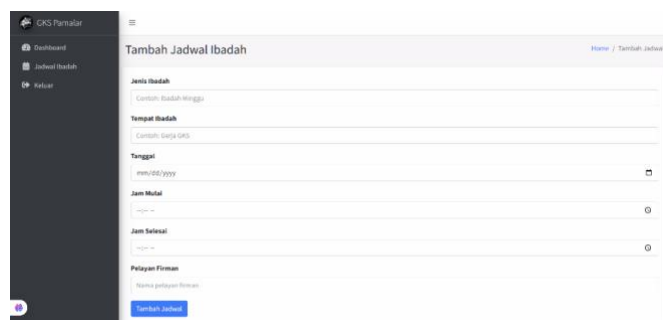 GKS Pamalar
Dashboard
Jadwal Ibadah
Keluar
Tambah Jadwal Ibadah
Home / Tambah Jadwa
Jenis Ibadah
Contoh: Ibadah Minggu
Tempat Ibadah
Contoh: Gerja GKS
Tanggal
mm/dd/yyyy
Jam Mulai
--:-- --
Jam Selesai
--:-- --
Pelayan Firman
Nama pelayan firman
Tambah Jadwal